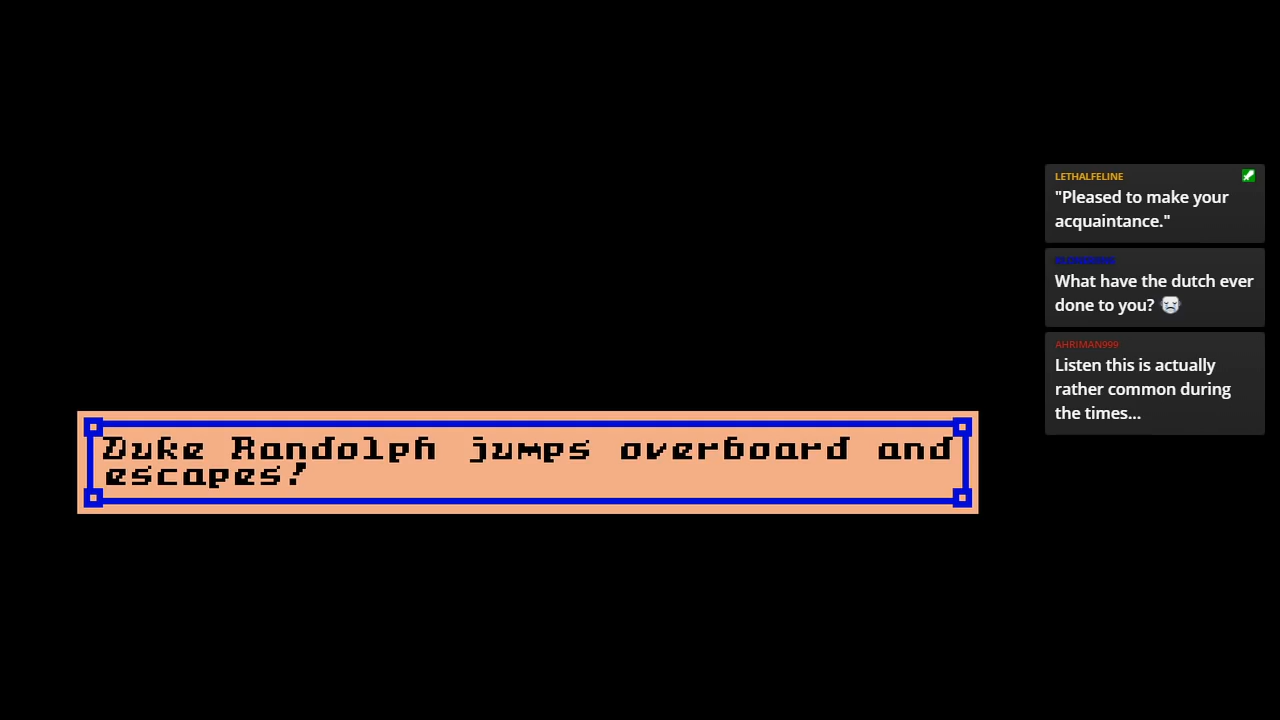 Duke Randolph jumps overboard and
escapes!
LETHALFELINE
"Pleased to make your
acquaintance."
What have the dutch ever
done to you?
AHRIMAN999
Listen this is actually
rather common during
the times...